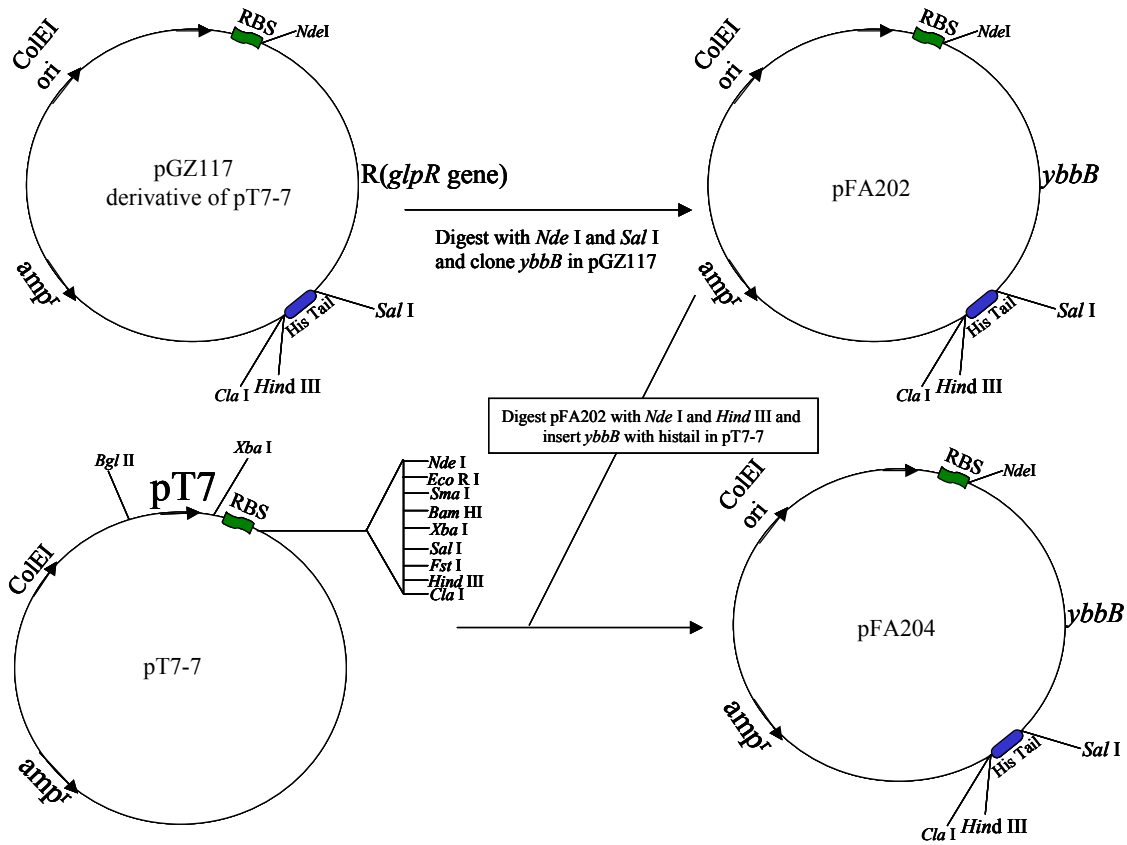 ColEI
ori
RBS
NdeI
pGZ117
derivative of pT7-7
R(glpR gene)
ampr
His Tail
Sal I
Cla I
Hind III
Digest with Nde I and Sal I
and clone ybbB in pGZ117
ColEI
ori
RBS
NdeI
pFA202
ybbB
ampr
His Tail
Sal I
Cla I
Hind III
Digest pFA202 with Nde I and Hind III and
insert ybbB with histail in pT7-7
Bgl II
pT7
Xba I
RBS
Nde I
Eco R I
Sma I
Bam HI
Xba I
Sal I
Fst I
Hind III
Cla I
ColEI
pT7-7
ampr
ColEI
ori
RBS
NdeI
pFA204
ybbB
ampr
His Tail
Sal I
Cla I
Hind III